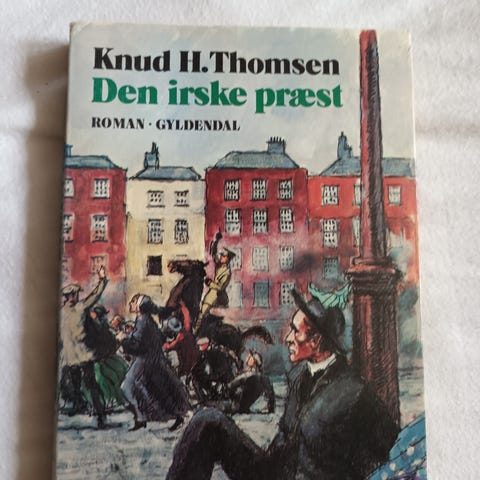 Knud H. Thomsen
Den irske præst
ROMAN · GYLDENDAL